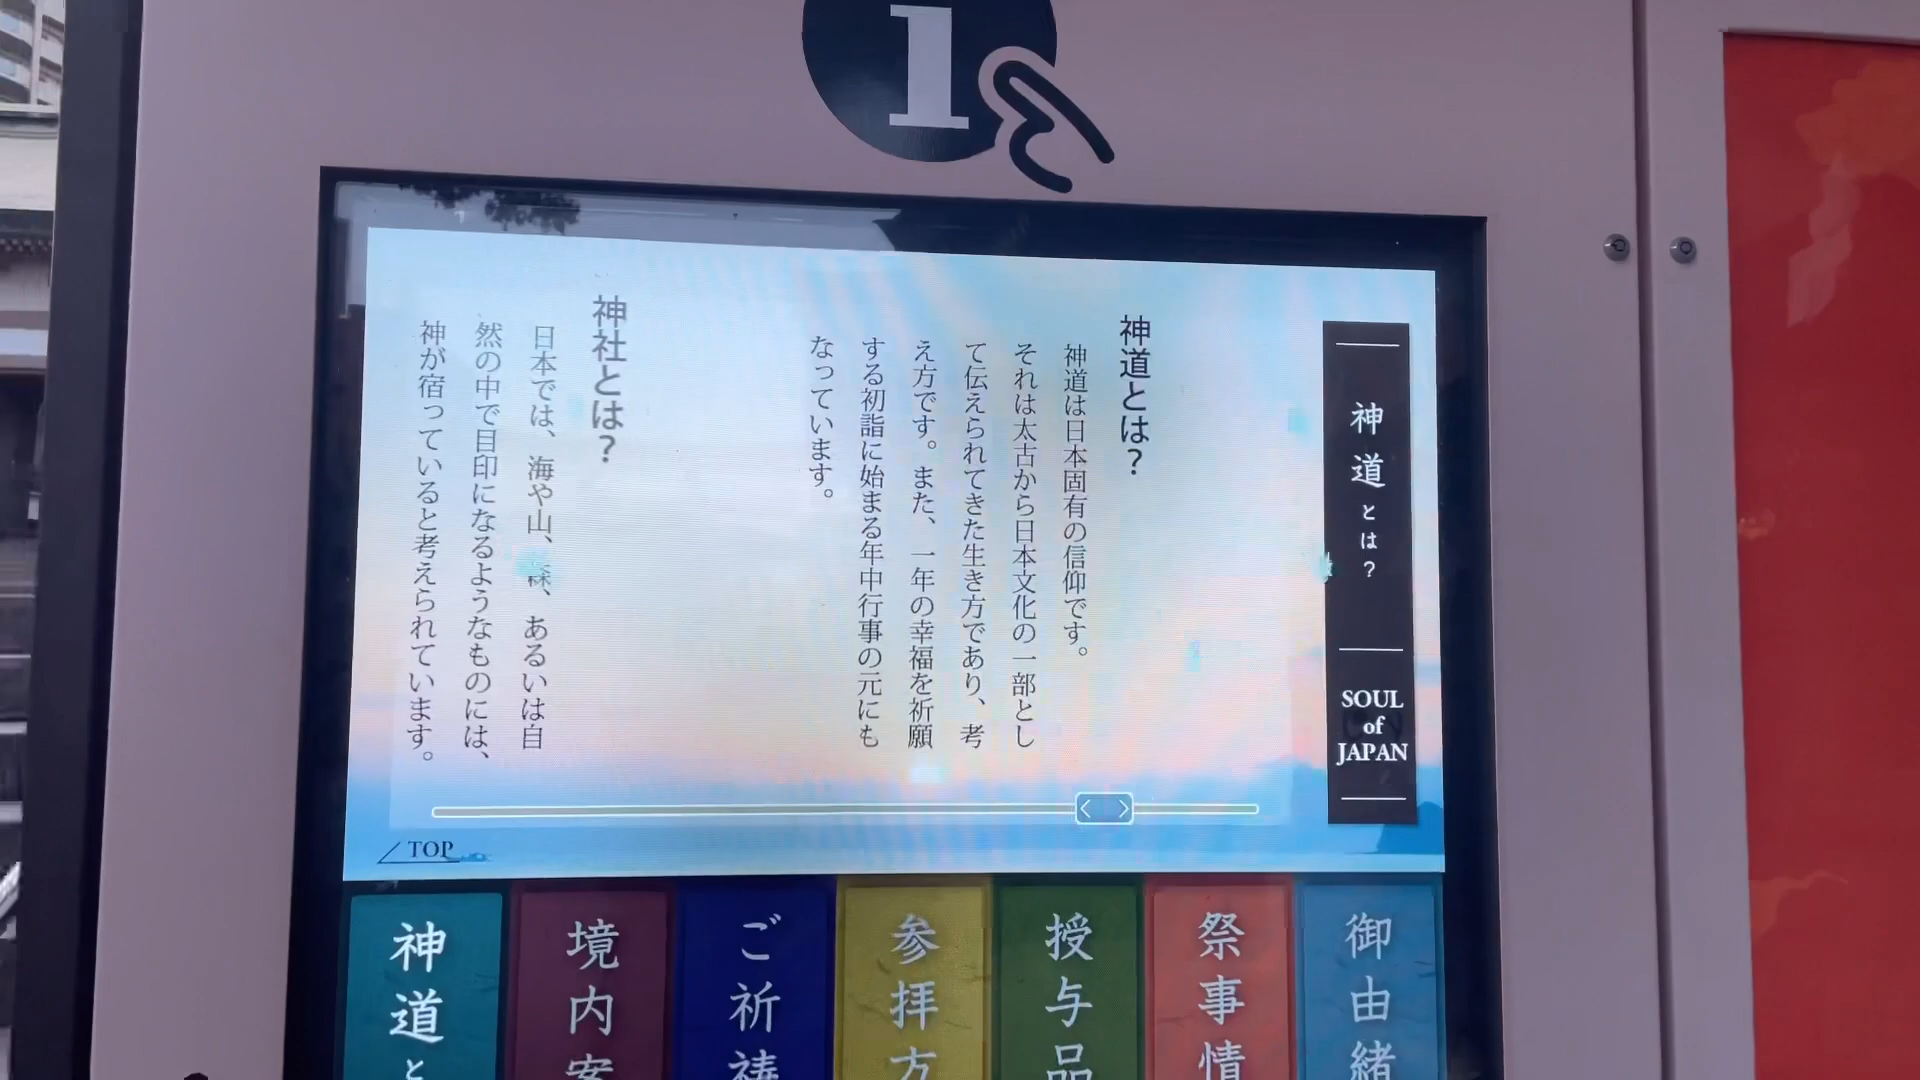 i
神道とは?
SOUL
of
JAPAN
神道とは?
神道は日本固有の信仰です。
それは太古から日本文化の一部とし
て伝えられてきた生き方であり、考
え方です。また、一年の幸福を祈願
する初詣に始まる年中行事の元にも
なっています。
神社とは?
日本では、海や山、森、あるいは自
然の中で目印になるようなものには、
神が宿っていると考えられています。
TOP
神道と
境内案
ご祈祷
参拝方
授与品
祭事情
御由緒